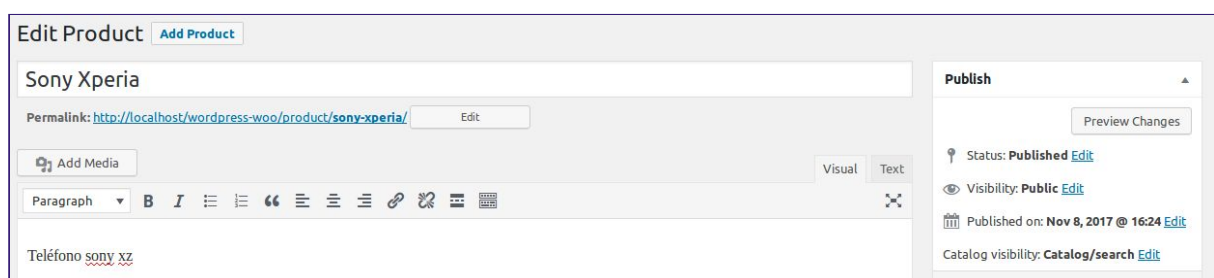 Edit Product Add Product
Sony Xperia
Permalink: http://localhost/wordpress-woo/product/sony-xperia/ Edit
Add Media
Visual Text
Paragraph B I
Teléfono sony xz
Publish
Preview Changes
Status: Published Edit
Visibility: Public Edit
Published on: Nov 8, 2017 @ 16:24 Edit
Catalog visibility: Catalog/search Edit